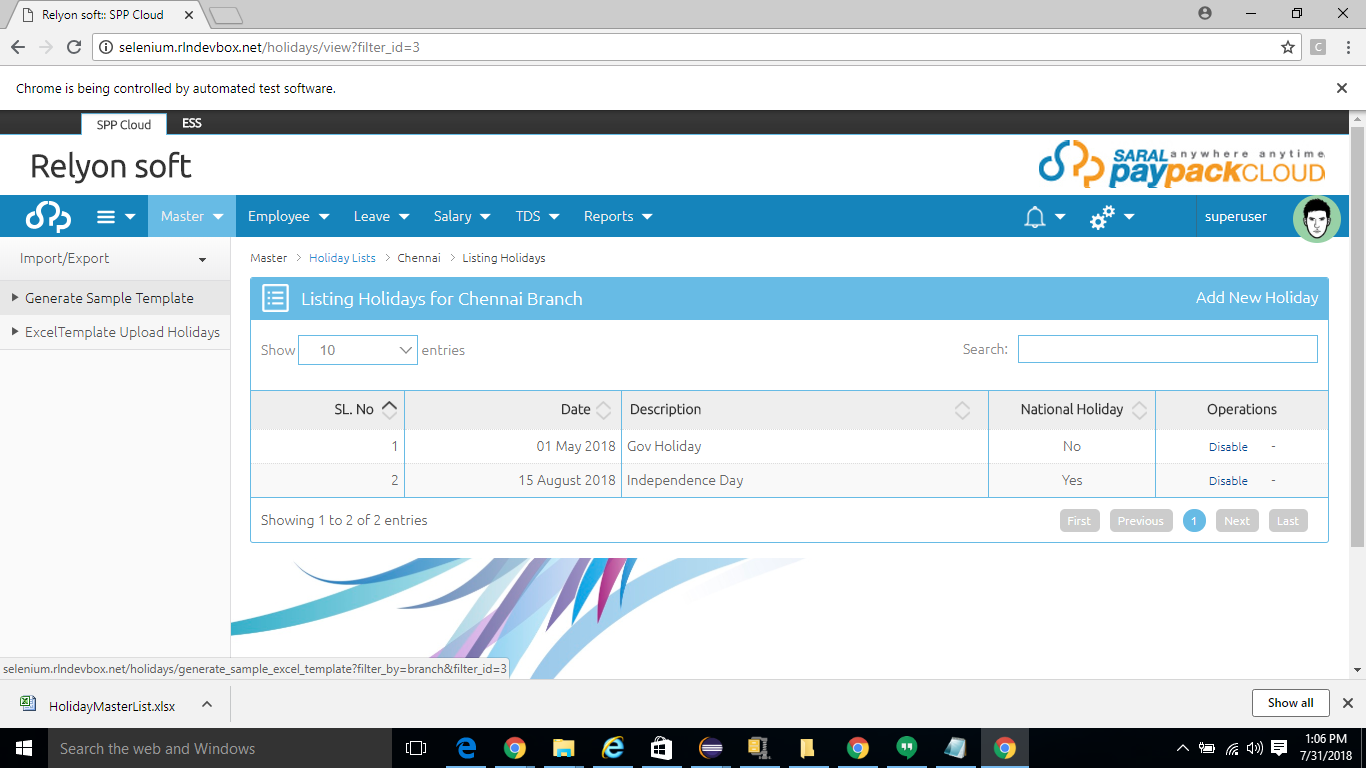 Relyon soft:: SPP Cloud
selenium.rlndevbox.net/holidays/view?filter_id=3
C
Chrome is being controlled by automated test software.
SPP Cloud ESS
Relyon soft
SARAL anywhere anytime
paypackCLOUD
Master Employee Leave Salary TDS Reports superuser
Import/Export
Generate Sample Template
ExcelTemplate Upload Holidays
Master > Holiday Lists > Chennai > Listing Holidays
Listing Holidays for Chennai Branch Add New Holiday
Show 10 entries Search:
SL. No Date Description National Holiday Operations
1 01 May 2018 Gov Holiday No Disable -
2 15 August 2018 Independence Day Yes Disable -
Showing 1 to 2 of 2 entries First Previous 1 Next Last
selenium.rlndevbox.net/holidays/generate_sample_excel_template?filter_by=branch&filter_id=3
HolidayMasterList.xlsx Show all
Search the web and Windows
1:06 PM
7/31/2018